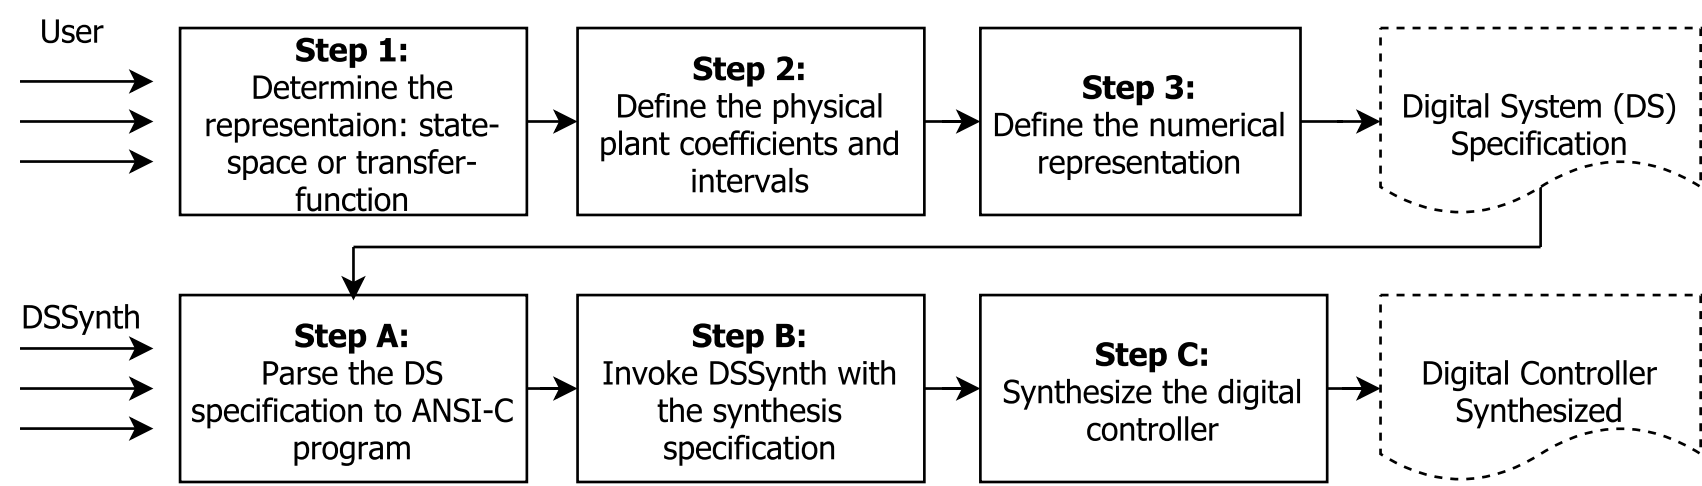 User
Step 1:
Determine the
representaion: state-
space or transfer-
function
Step 2:
Define the physical
plant coefficients and
intervals
Step 3:
Define the numerical
representation
Digital System (DS)
Specification
DSSynth
Step A:
Parse the DS
specification to ANSI-C
program
Step B:
Invoke DSSynth with
the synthesis
specification
Step C:
Synthesize the digital
controller
Digital Controller
Synthesized